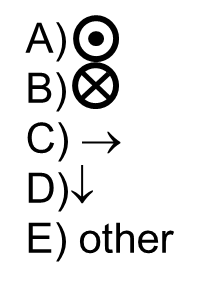 A) ⊙
B) ⊗
C) →
D) ↓
E) other